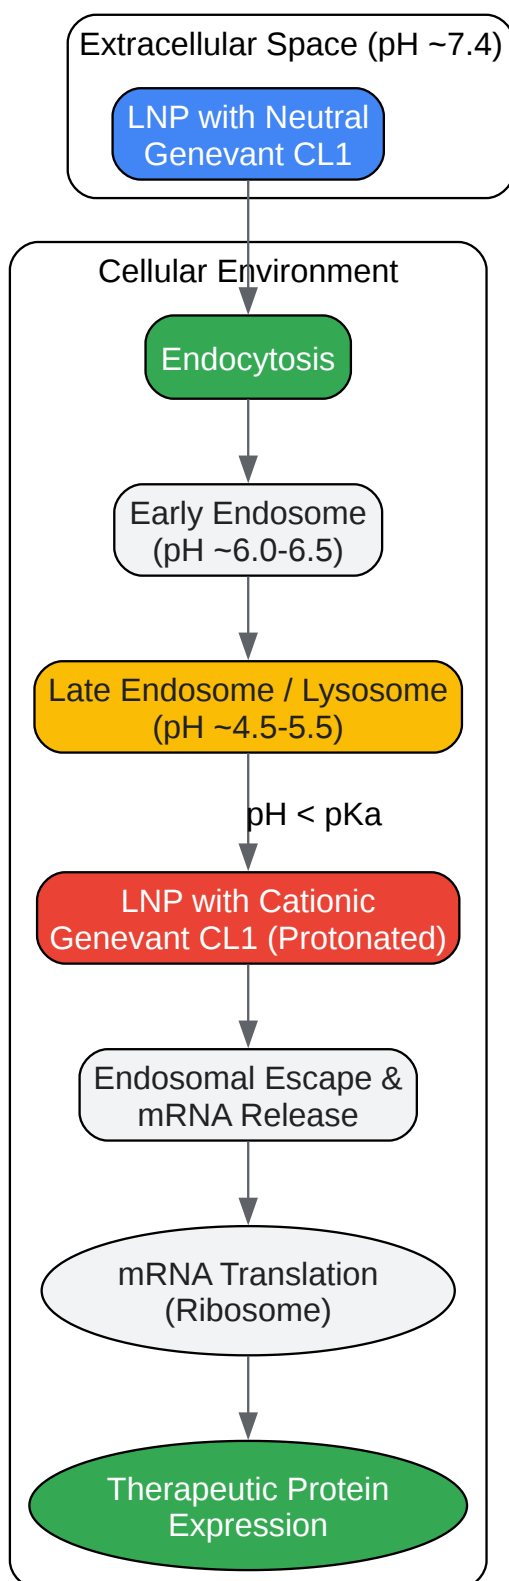 Extracellular Space (pH ~7.4)
LNP with Neutral
Genevant CL1
Cellular Environment
Endocytosis
Early Endosome
(pH ~6.0-6.5)
Late Endosome / Lysosome
(pH ~4.5-5.5)
pH < pKa
LNP with Cationic
Genevant CL1 (Protonated)
Endosomal Escape &
mRNA Release
mRNA Translation
(Ribosome)
Therapeutic Protein
Expression